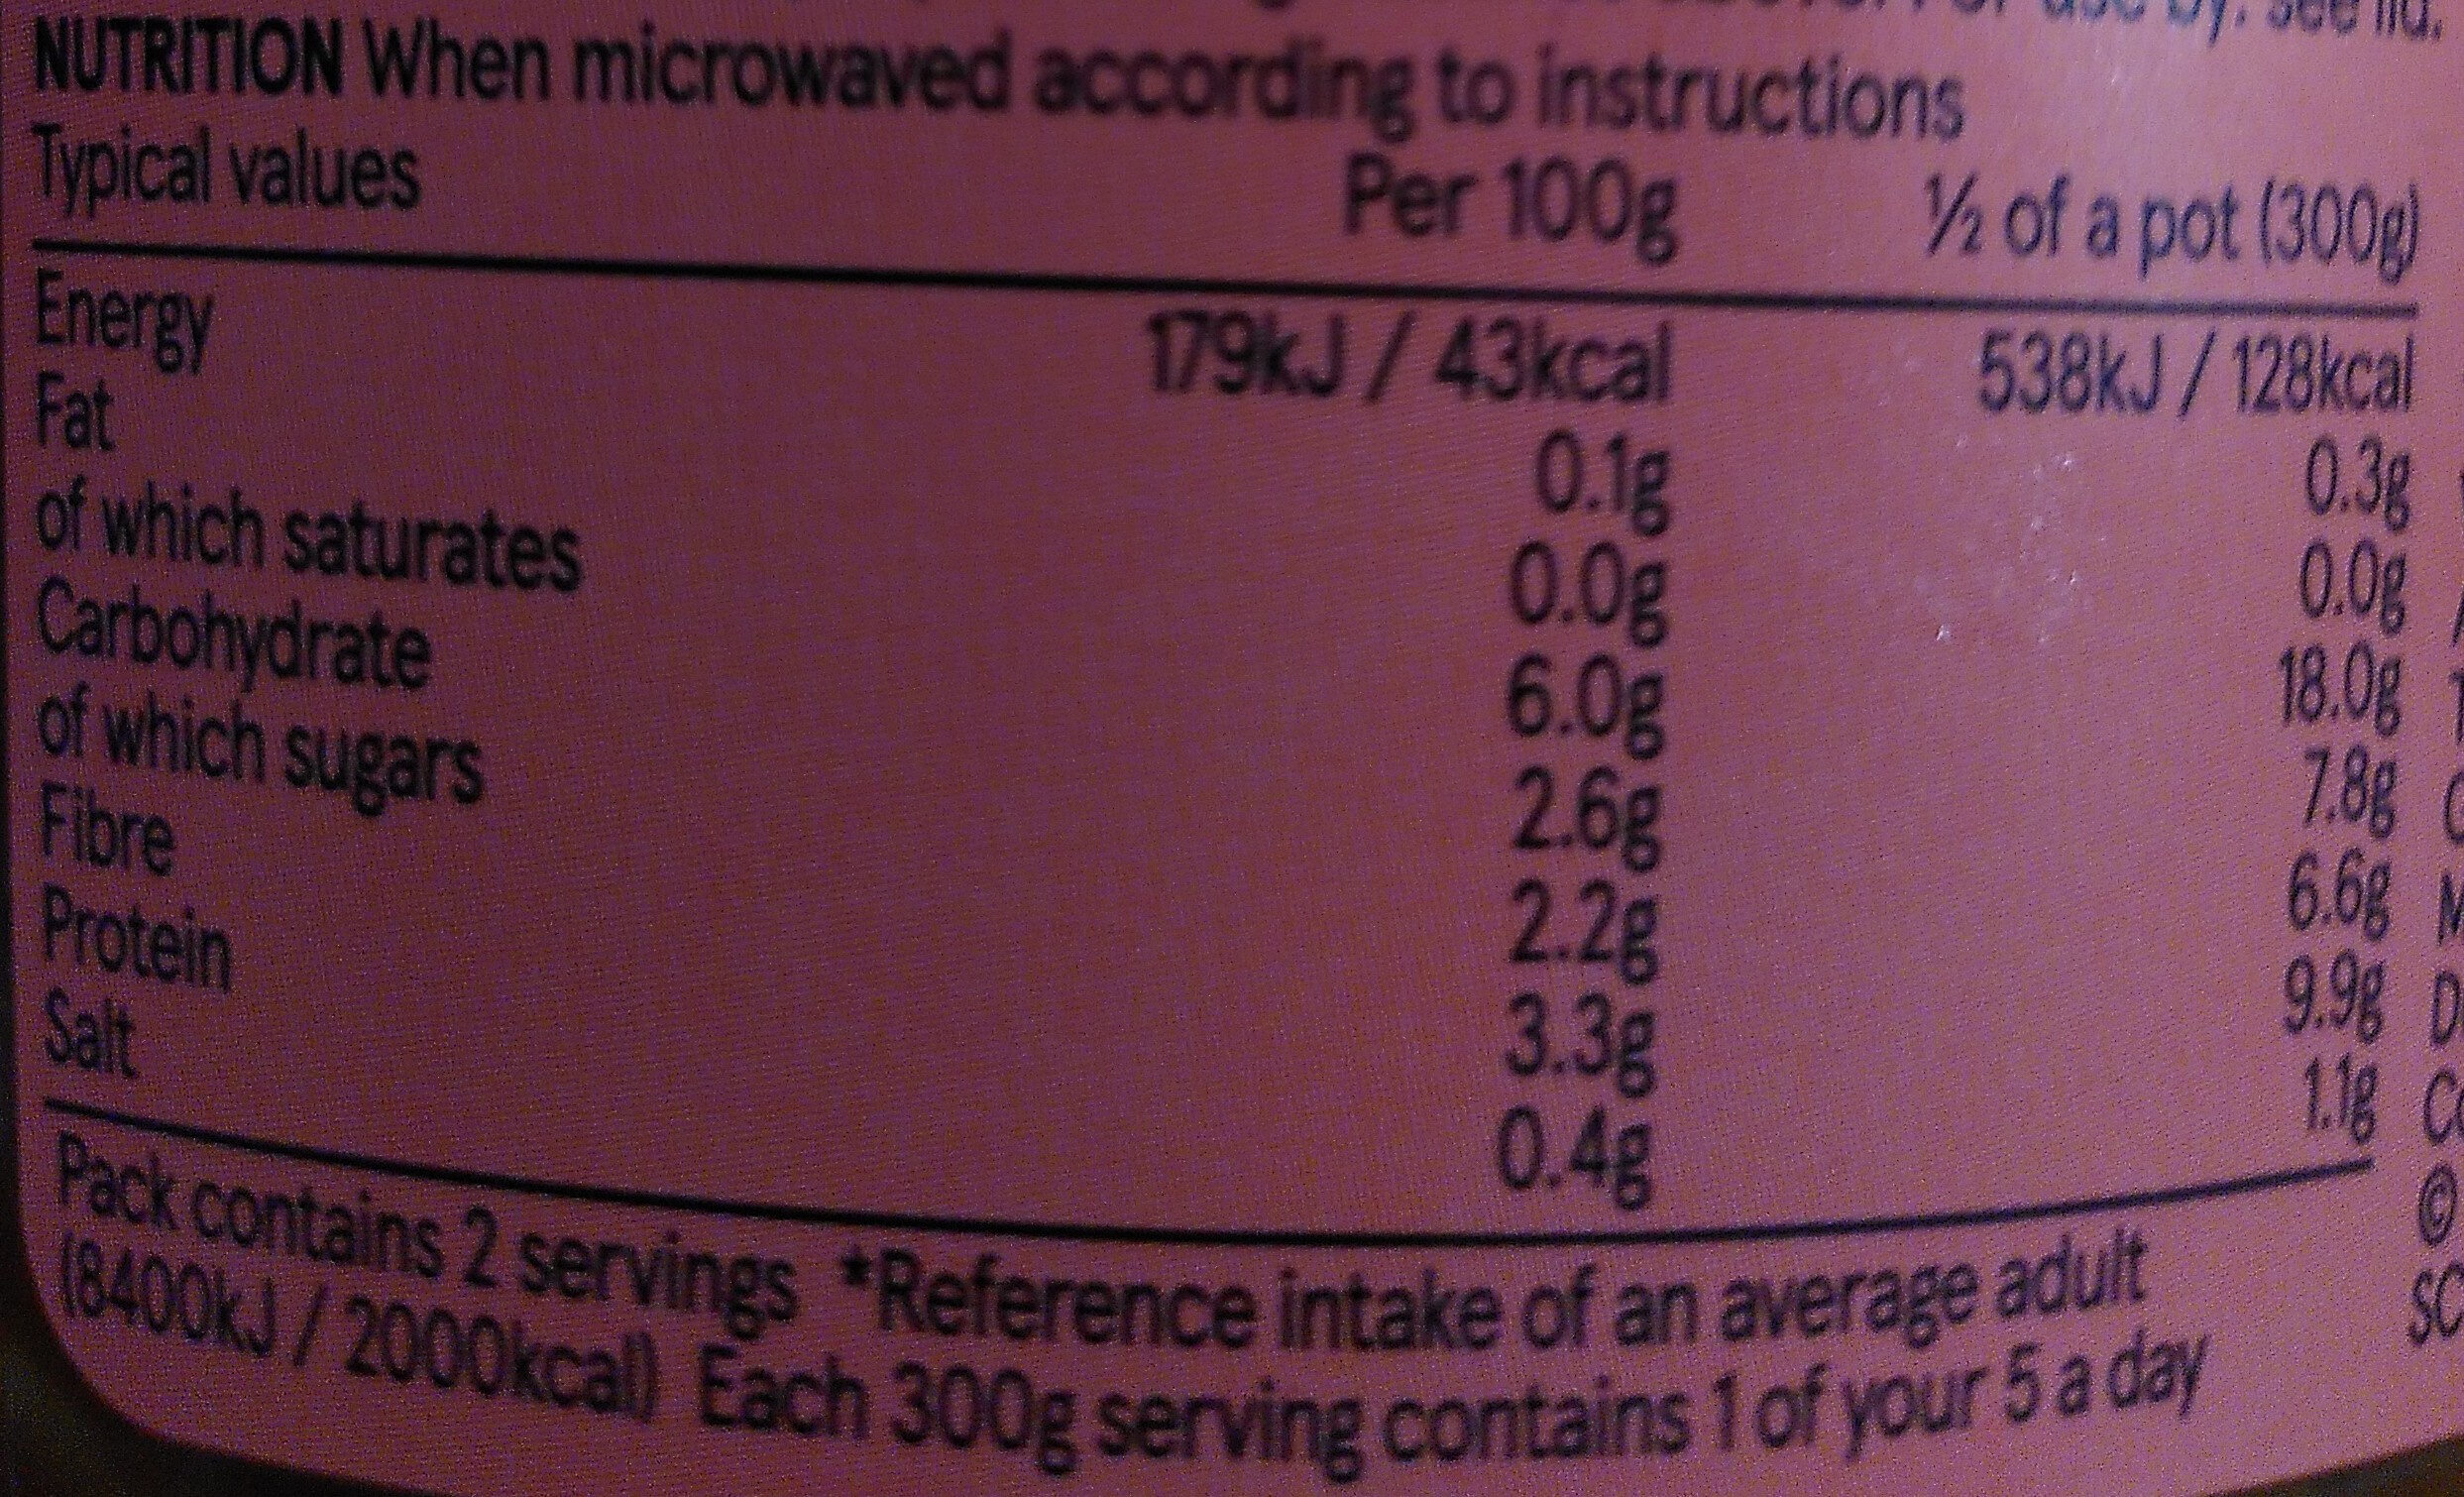 use by: see lid.
NUTRITION When microwaved according to instructions
Typical values Per 100g ½ of a pot (300g)
Energy 179kJ / 43kcal 538kJ / 128kcal
Fat 0.1g 0.3g
of which saturates 0.0g 0.0g
Carbohydrate 6.0g 18.0g
of which sugars 2.6g 7.8g
Fibre 2.2g 6.6g
Protein 3.3g 9.9g
Salt 0.4g 1.1g
Pack contains 2 servings *Reference intake of an average adult
(8400kJ / 2000kcal) Each 300g serving contains 1 of your 5 a day